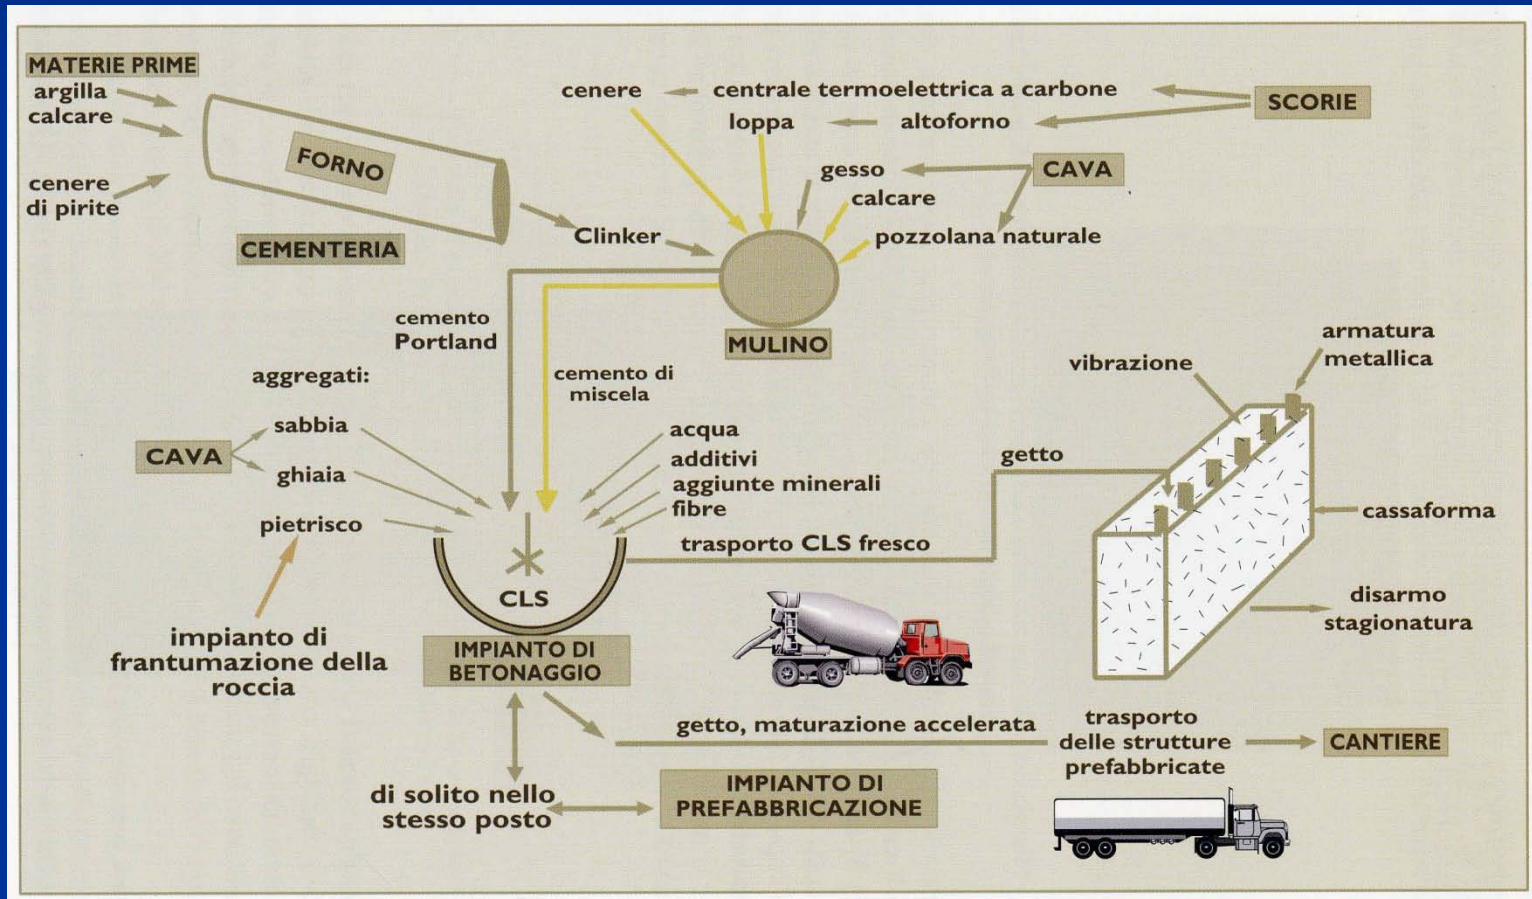 MATERIE PRIME
argilla
calcare
cenere
di pirite
FORNO
CEMENTERIA
Clinker
cenere
centrale termoelettrica a carbone
SCORIE
loppa
altoforno
gesso
CAVA
calcare
pozzolana naturale
MULINO
cemento
Portland
cemento di
miscela
aggregati:
sabbia
CAVA
ghiaia
pietrisco
impianto di
frantumazione della
roccia
acqua
additivi
aggiunte minerali
fibre
CLS
IMPIANTO DI
BETONAGGIO
trasporto CLS fresco
getto
vibrazione
armatura
metallica
cassaforma
disarmo
stagionatura
getto, maturazione accelerata
trasporto
delle strutture
prefabbricate
CANTIERE
di solito nello
stesso posto
IMPIANTO DI
PREFABBRICAZIONE